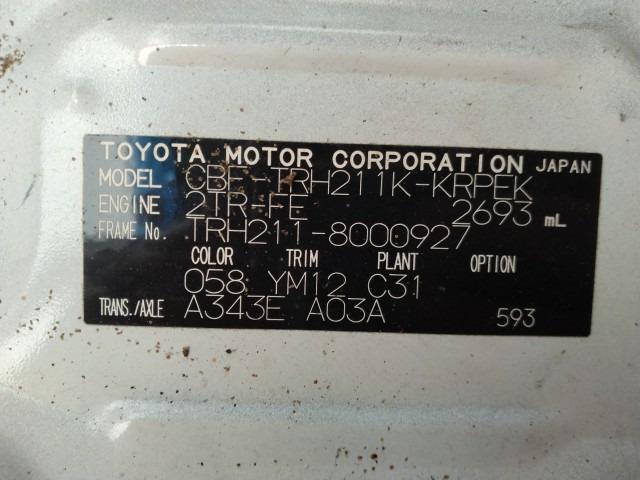 TOYOTA MOTOR CORPORATION JAPAN
MODEL CBF-TRH211K-KRPEK
ENGINE 2TR-FE 2693 mL
FRAME No. TRH211-8000927
COLOR TRIM PLANT OPTION
058 YM12 C31
TRANS./AXLE A343E A03A 593